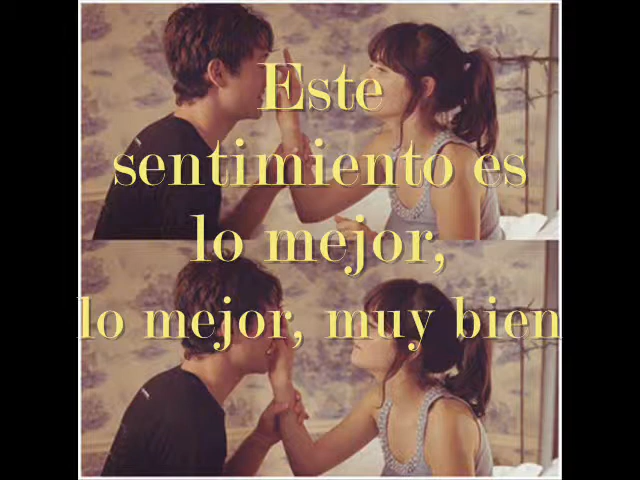 Este
sentimiento es
lo mejor,
lo mejor, muy bien